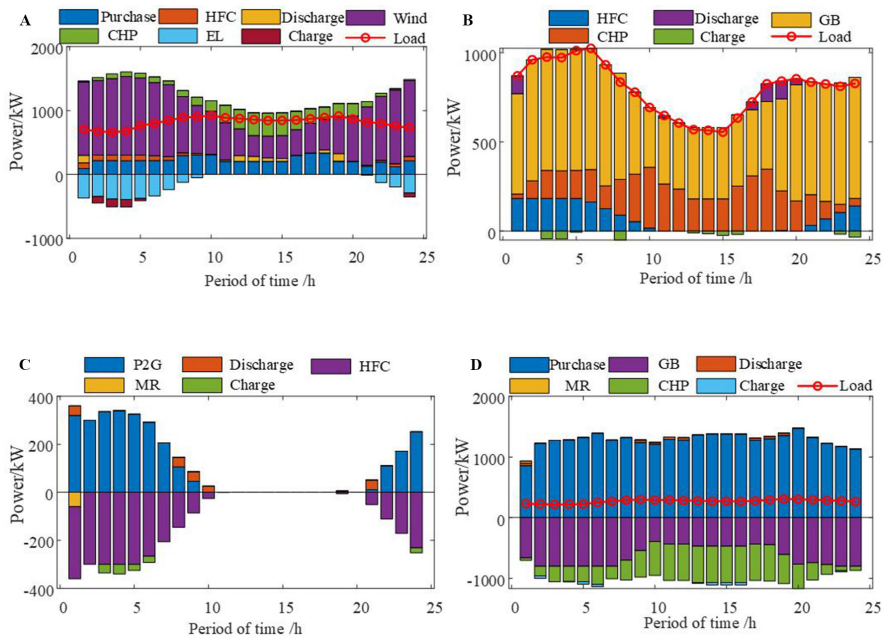 A
Purchase HFC Discharge Wind
CHP EL Charge Load
2000
1000
0
-1000
Power/kW
0 5 10 15 20 25
Period of time /h
B
HFC Discharge GB
CHP Charge Load
1000
500
0
Power/kW
0 5 10 15 20 25
Period of time /h
C
P2G Discharge HFC
MR Charge
400
200
0
-200
-400
Power/kW
0 5 10 15 20 25
Period of time /h
D
Purchase GB Discharge
MR CHP Charge Load
2000
1000
0
-1000
Power/kW
0 5 10 15 20 25
Period of time /h